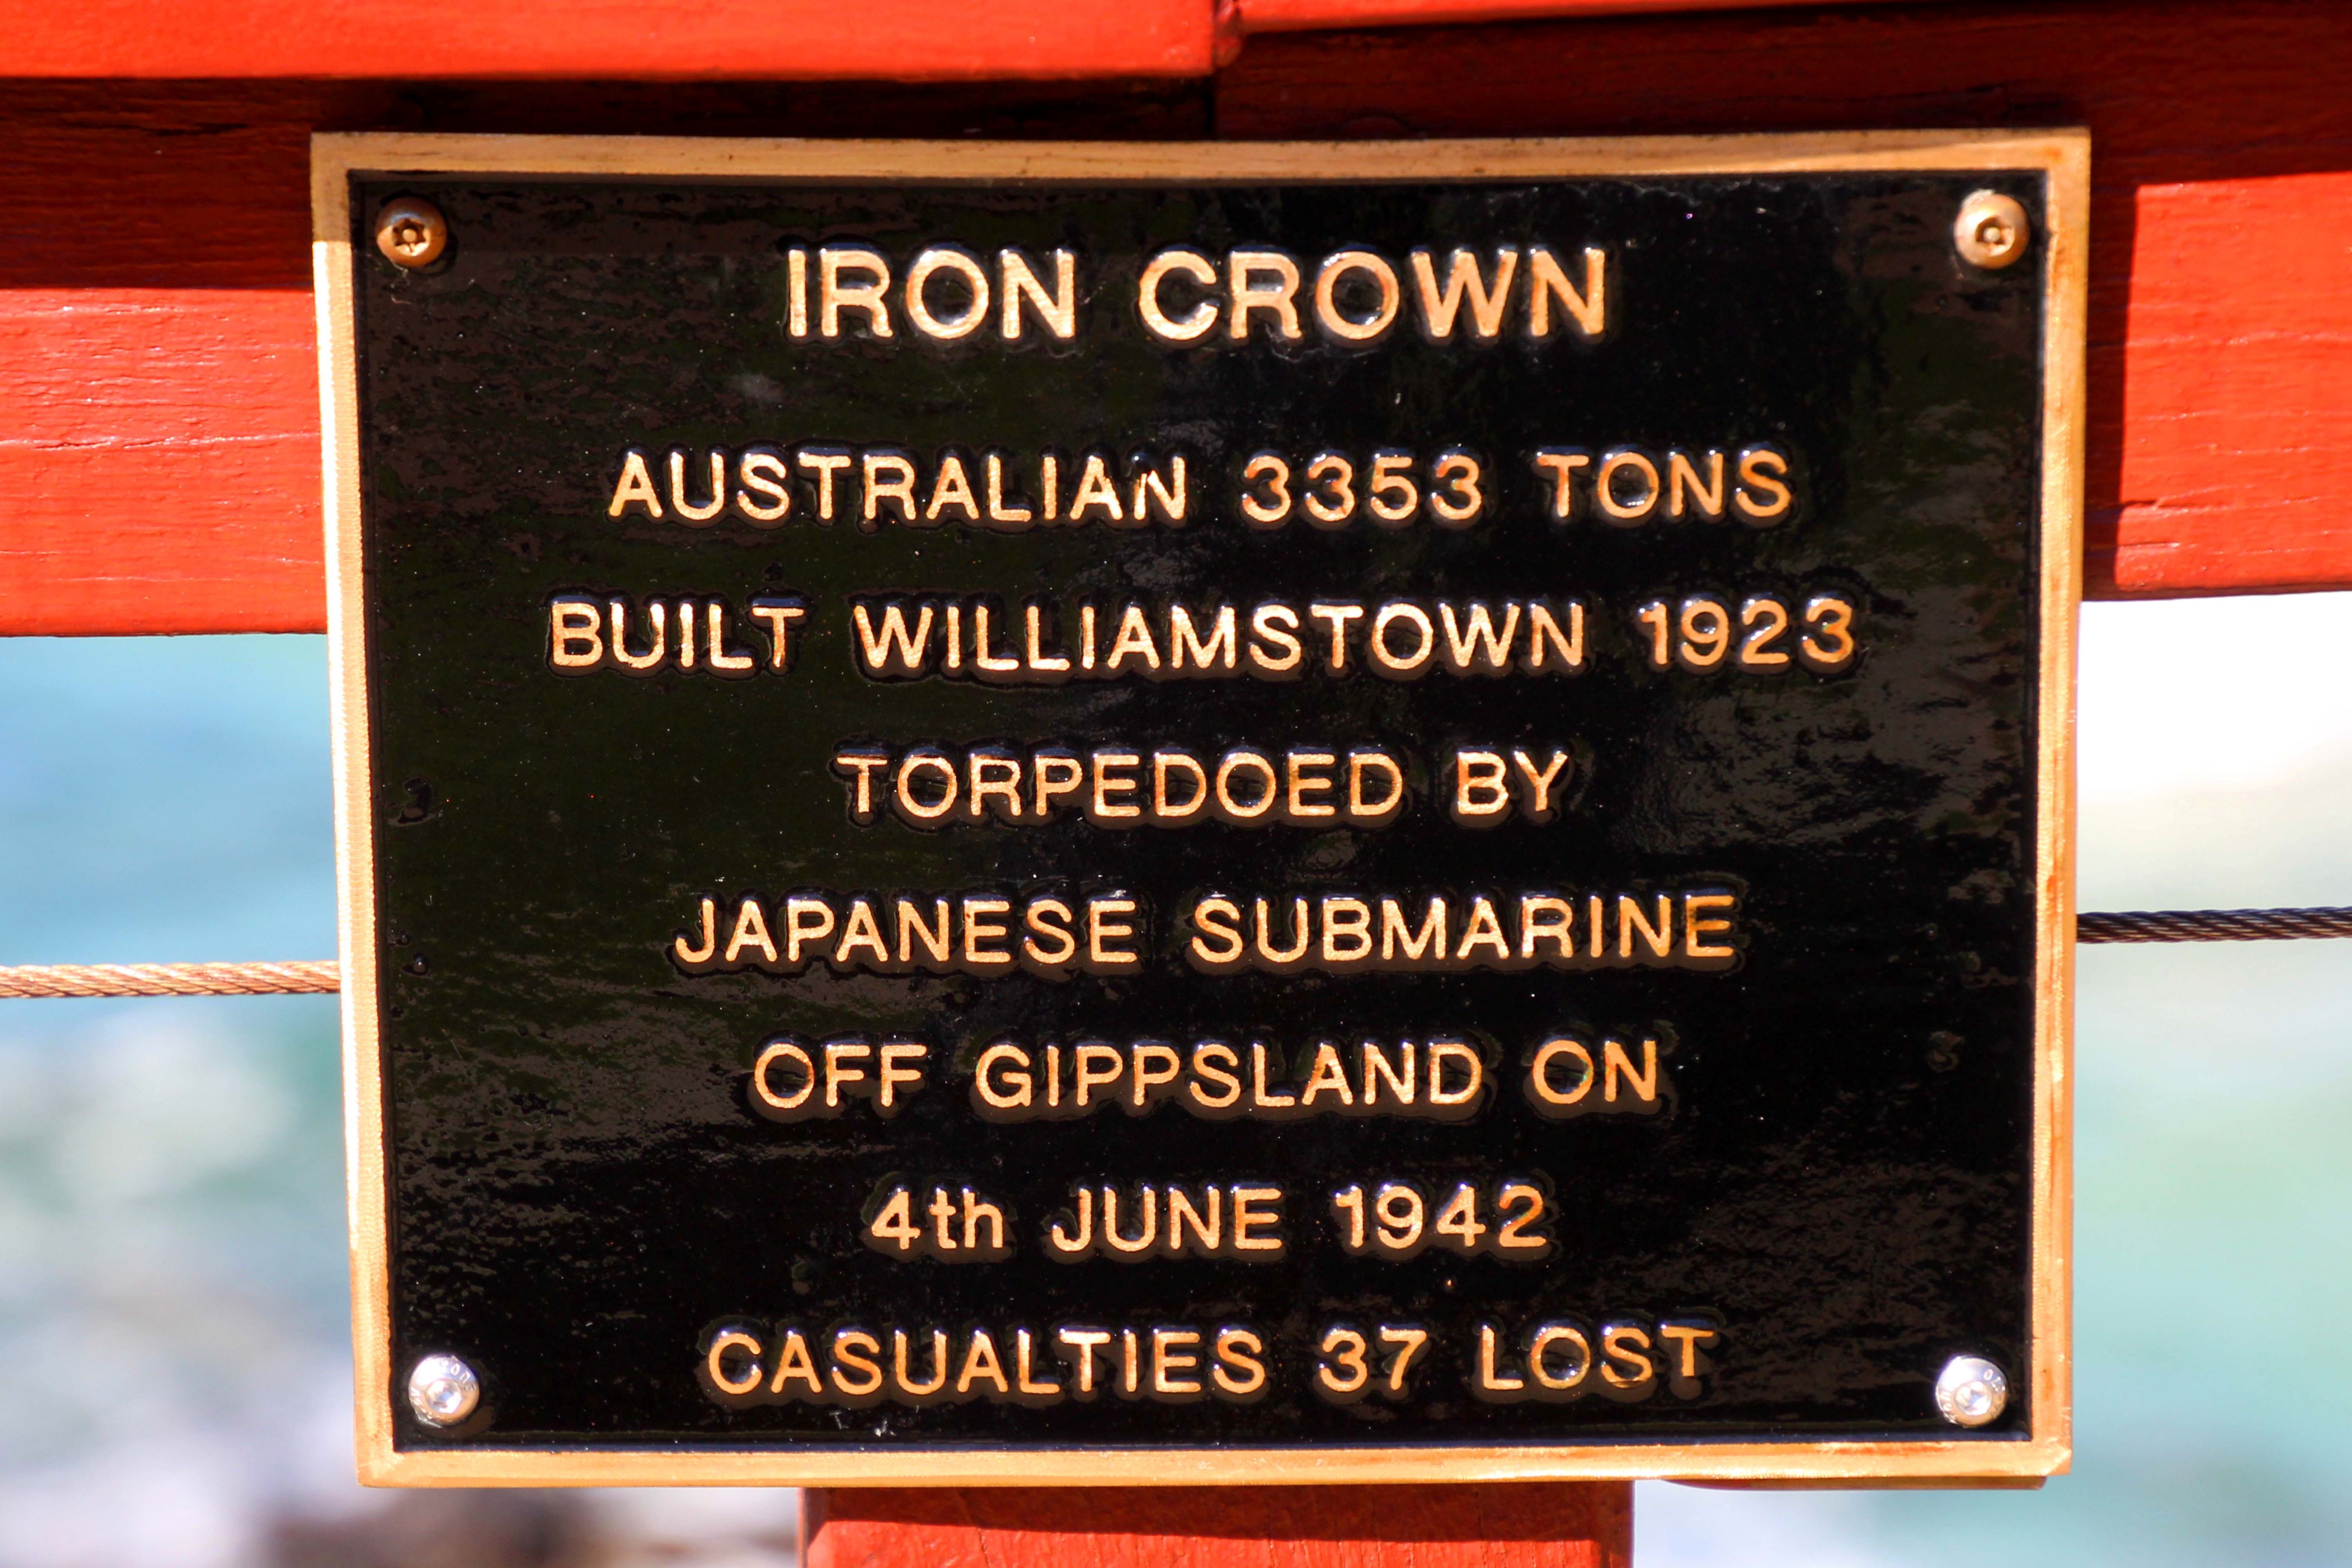 IRON CROWN
AUSTRALIAN 3353 TONS
BUILT WILLIAMSTOWN 1923
TORPEDOED BY
JAPANESE SUBMARINE
OFF GIPPSLAND ON
4th JUNE 1942
CASUALTIES 37 LOST